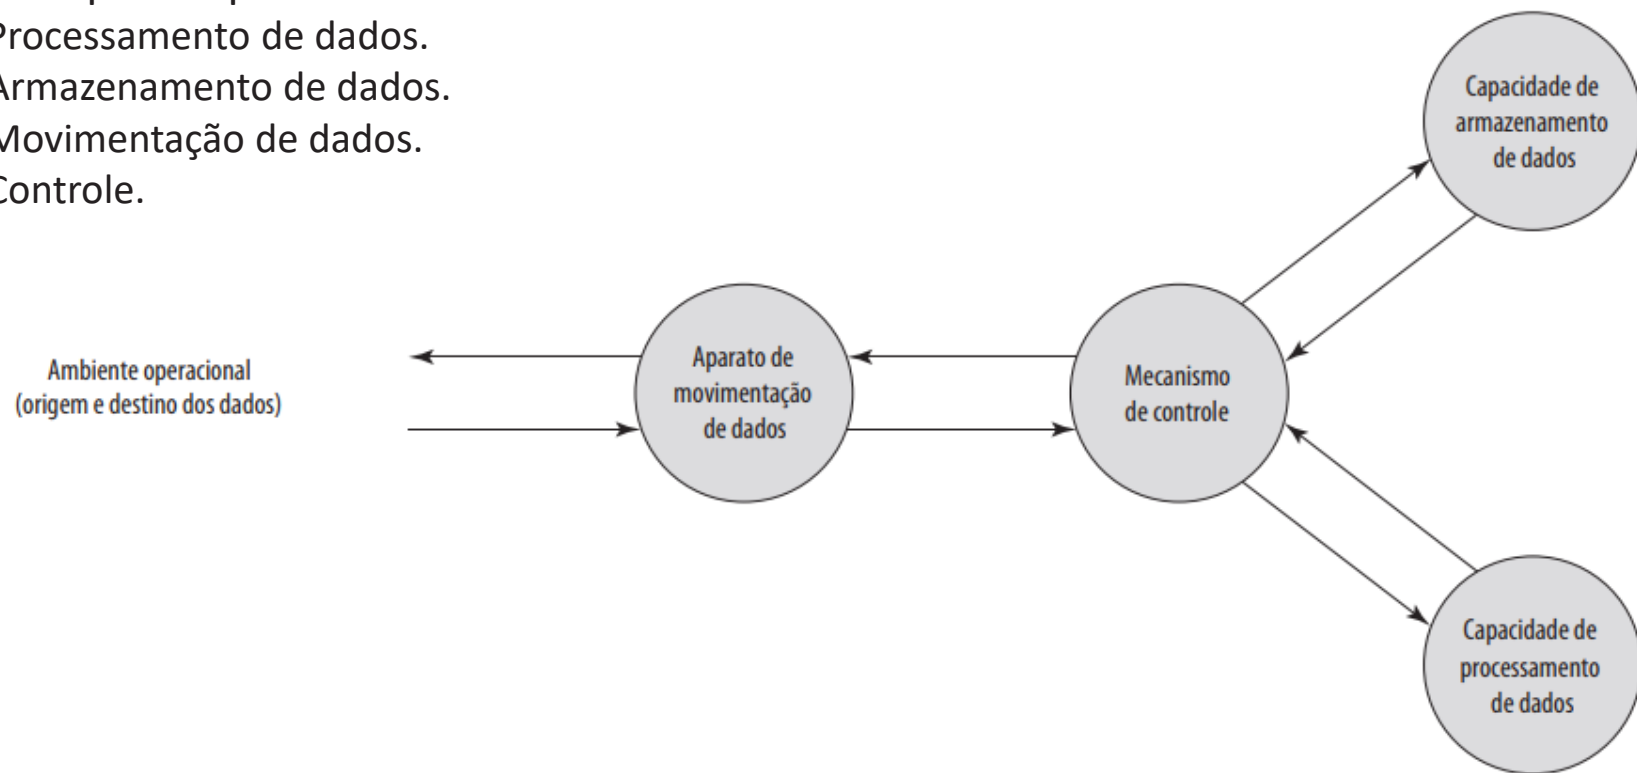 Processamento de dados.
Armazenamento de dados.
Movimentação de dados.
Controle.
Capacidade de
armazenamento
de dados
Ambiente operacional
(origem e destino dos dados)
Aparato de
movimentação
de dados
Mecanismo
de controle
Capacidade de
processamento
de dados